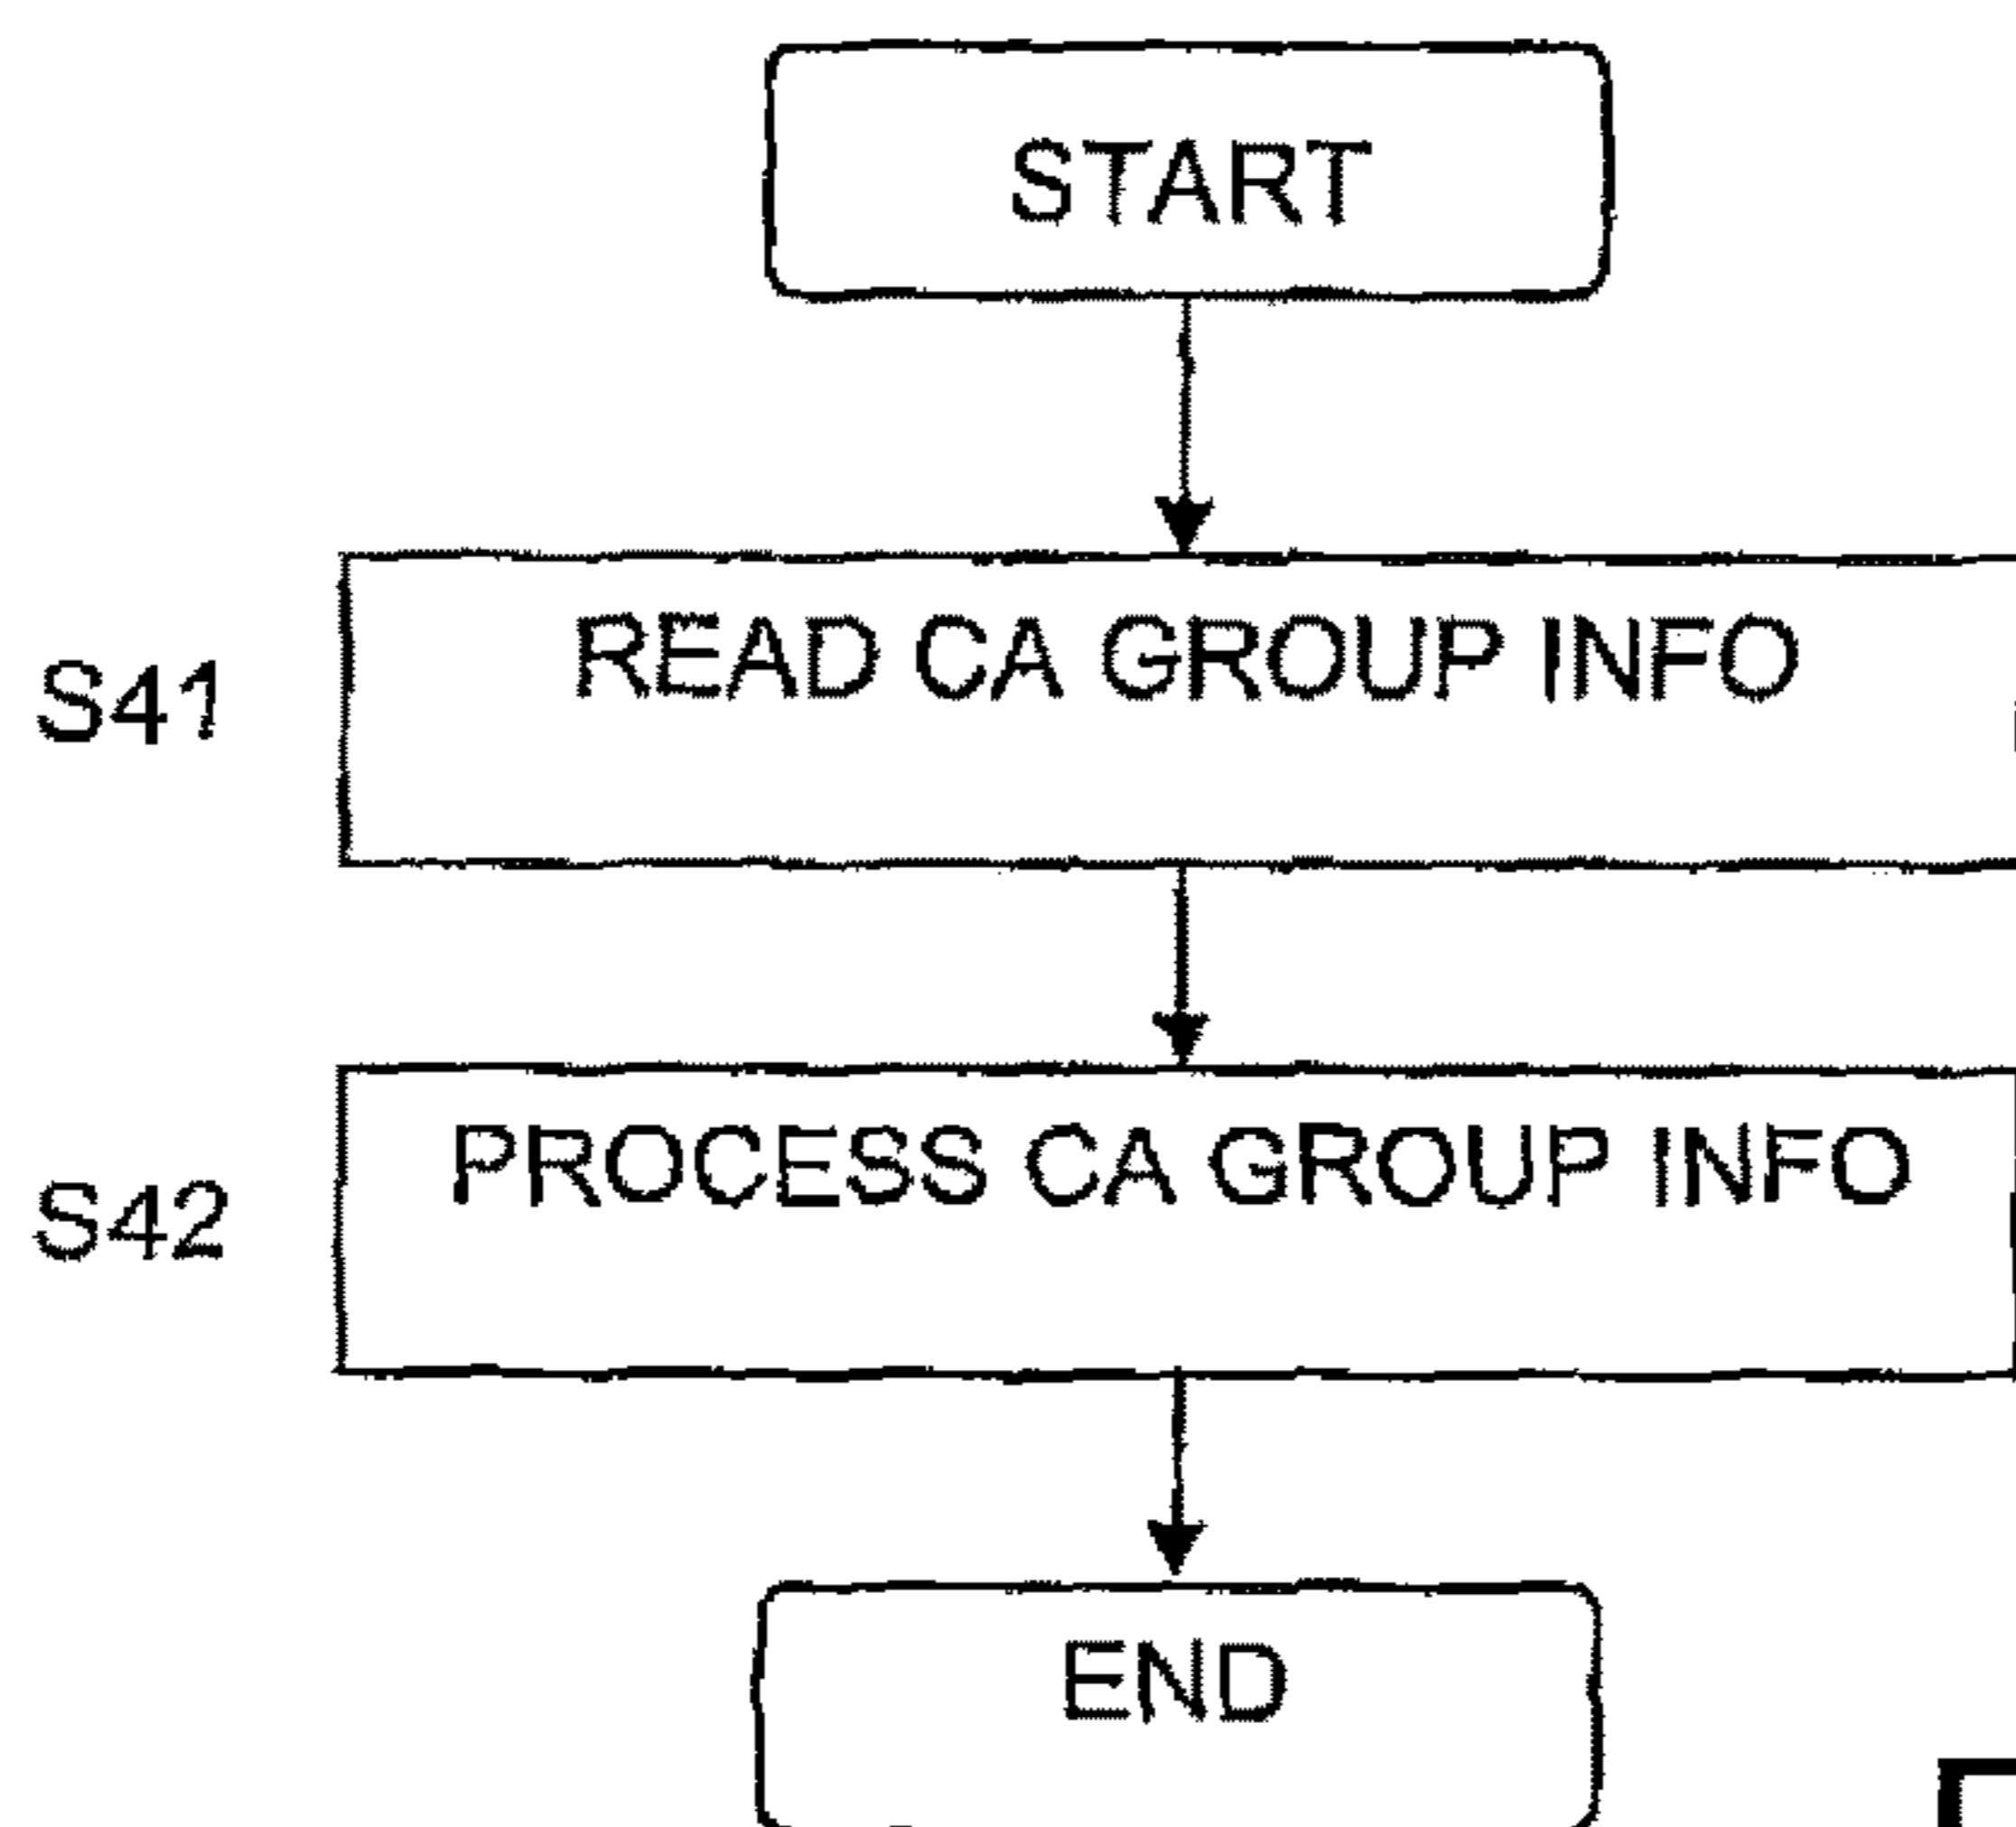 START
S41
READ CA GROUP INFO
S42
PROCESS CA GROUP INFO
END